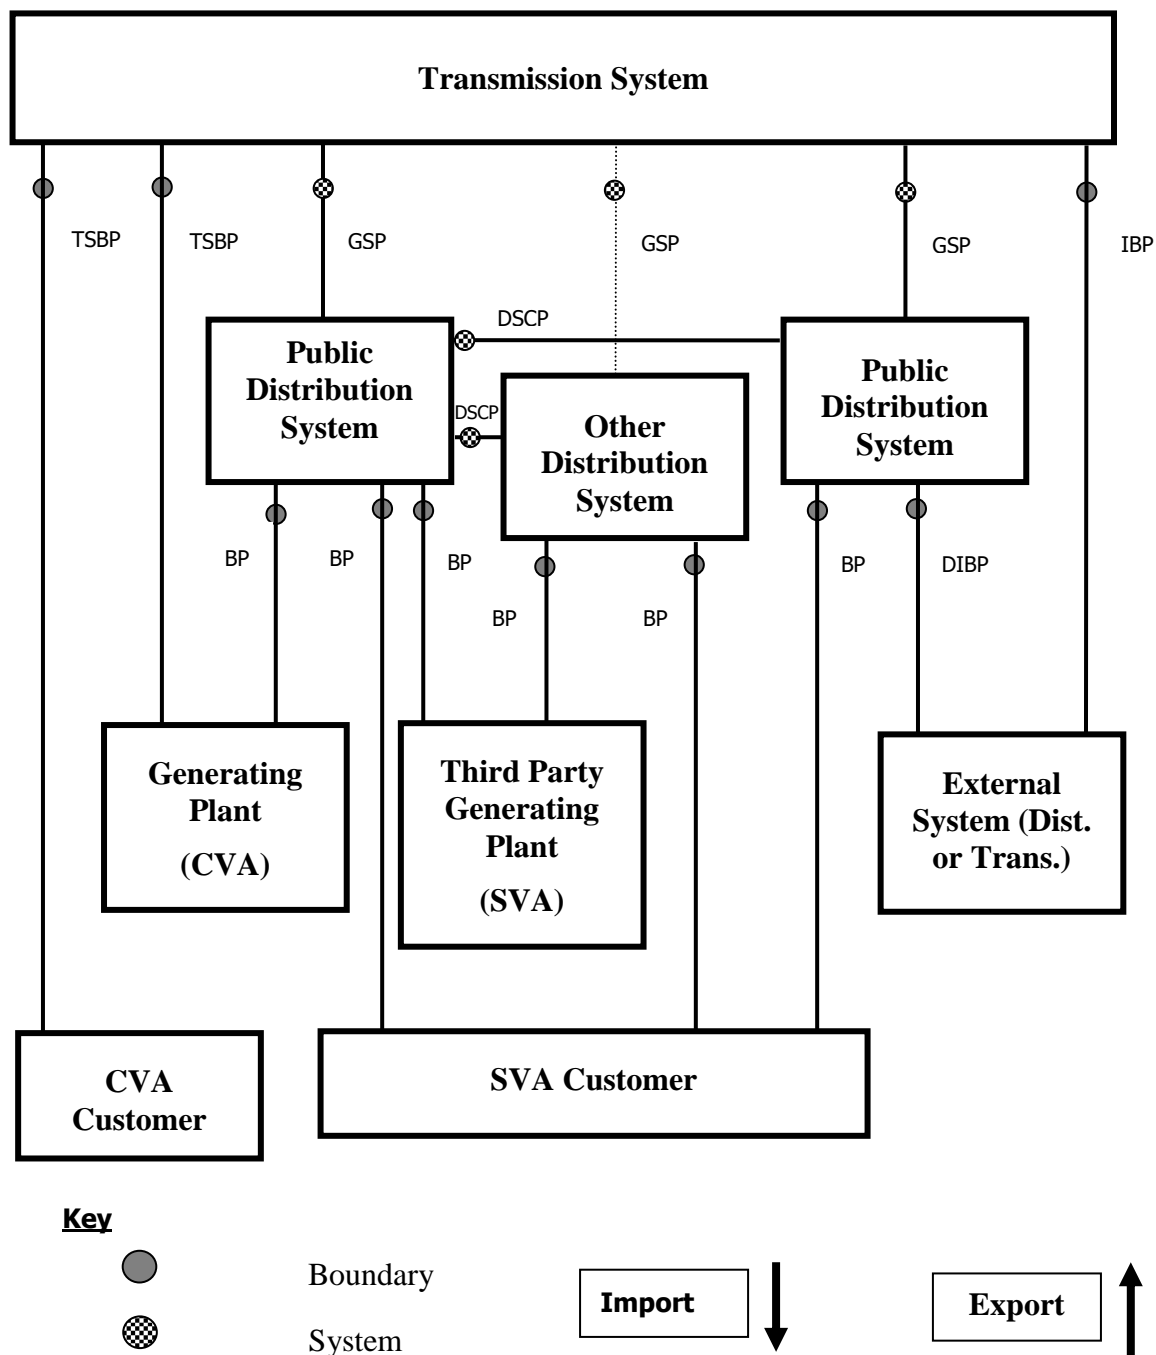 Transmission System
TSBP
TSBP
GSP
GSP
GSP
IBP
DSCP
Public
Distribution
System
DSCP
Other
Distribution
System
Public
Distribution
System
BP
BP
BP
BP
BP
BP
DIBP
Generating
Plant
(CVA)
Third Party
Generating
Plant
(SVA)
External
System (Dist.
or Trans.)
CVA
Customer
SVA Customer
Key
Boundary
System
Import
Export